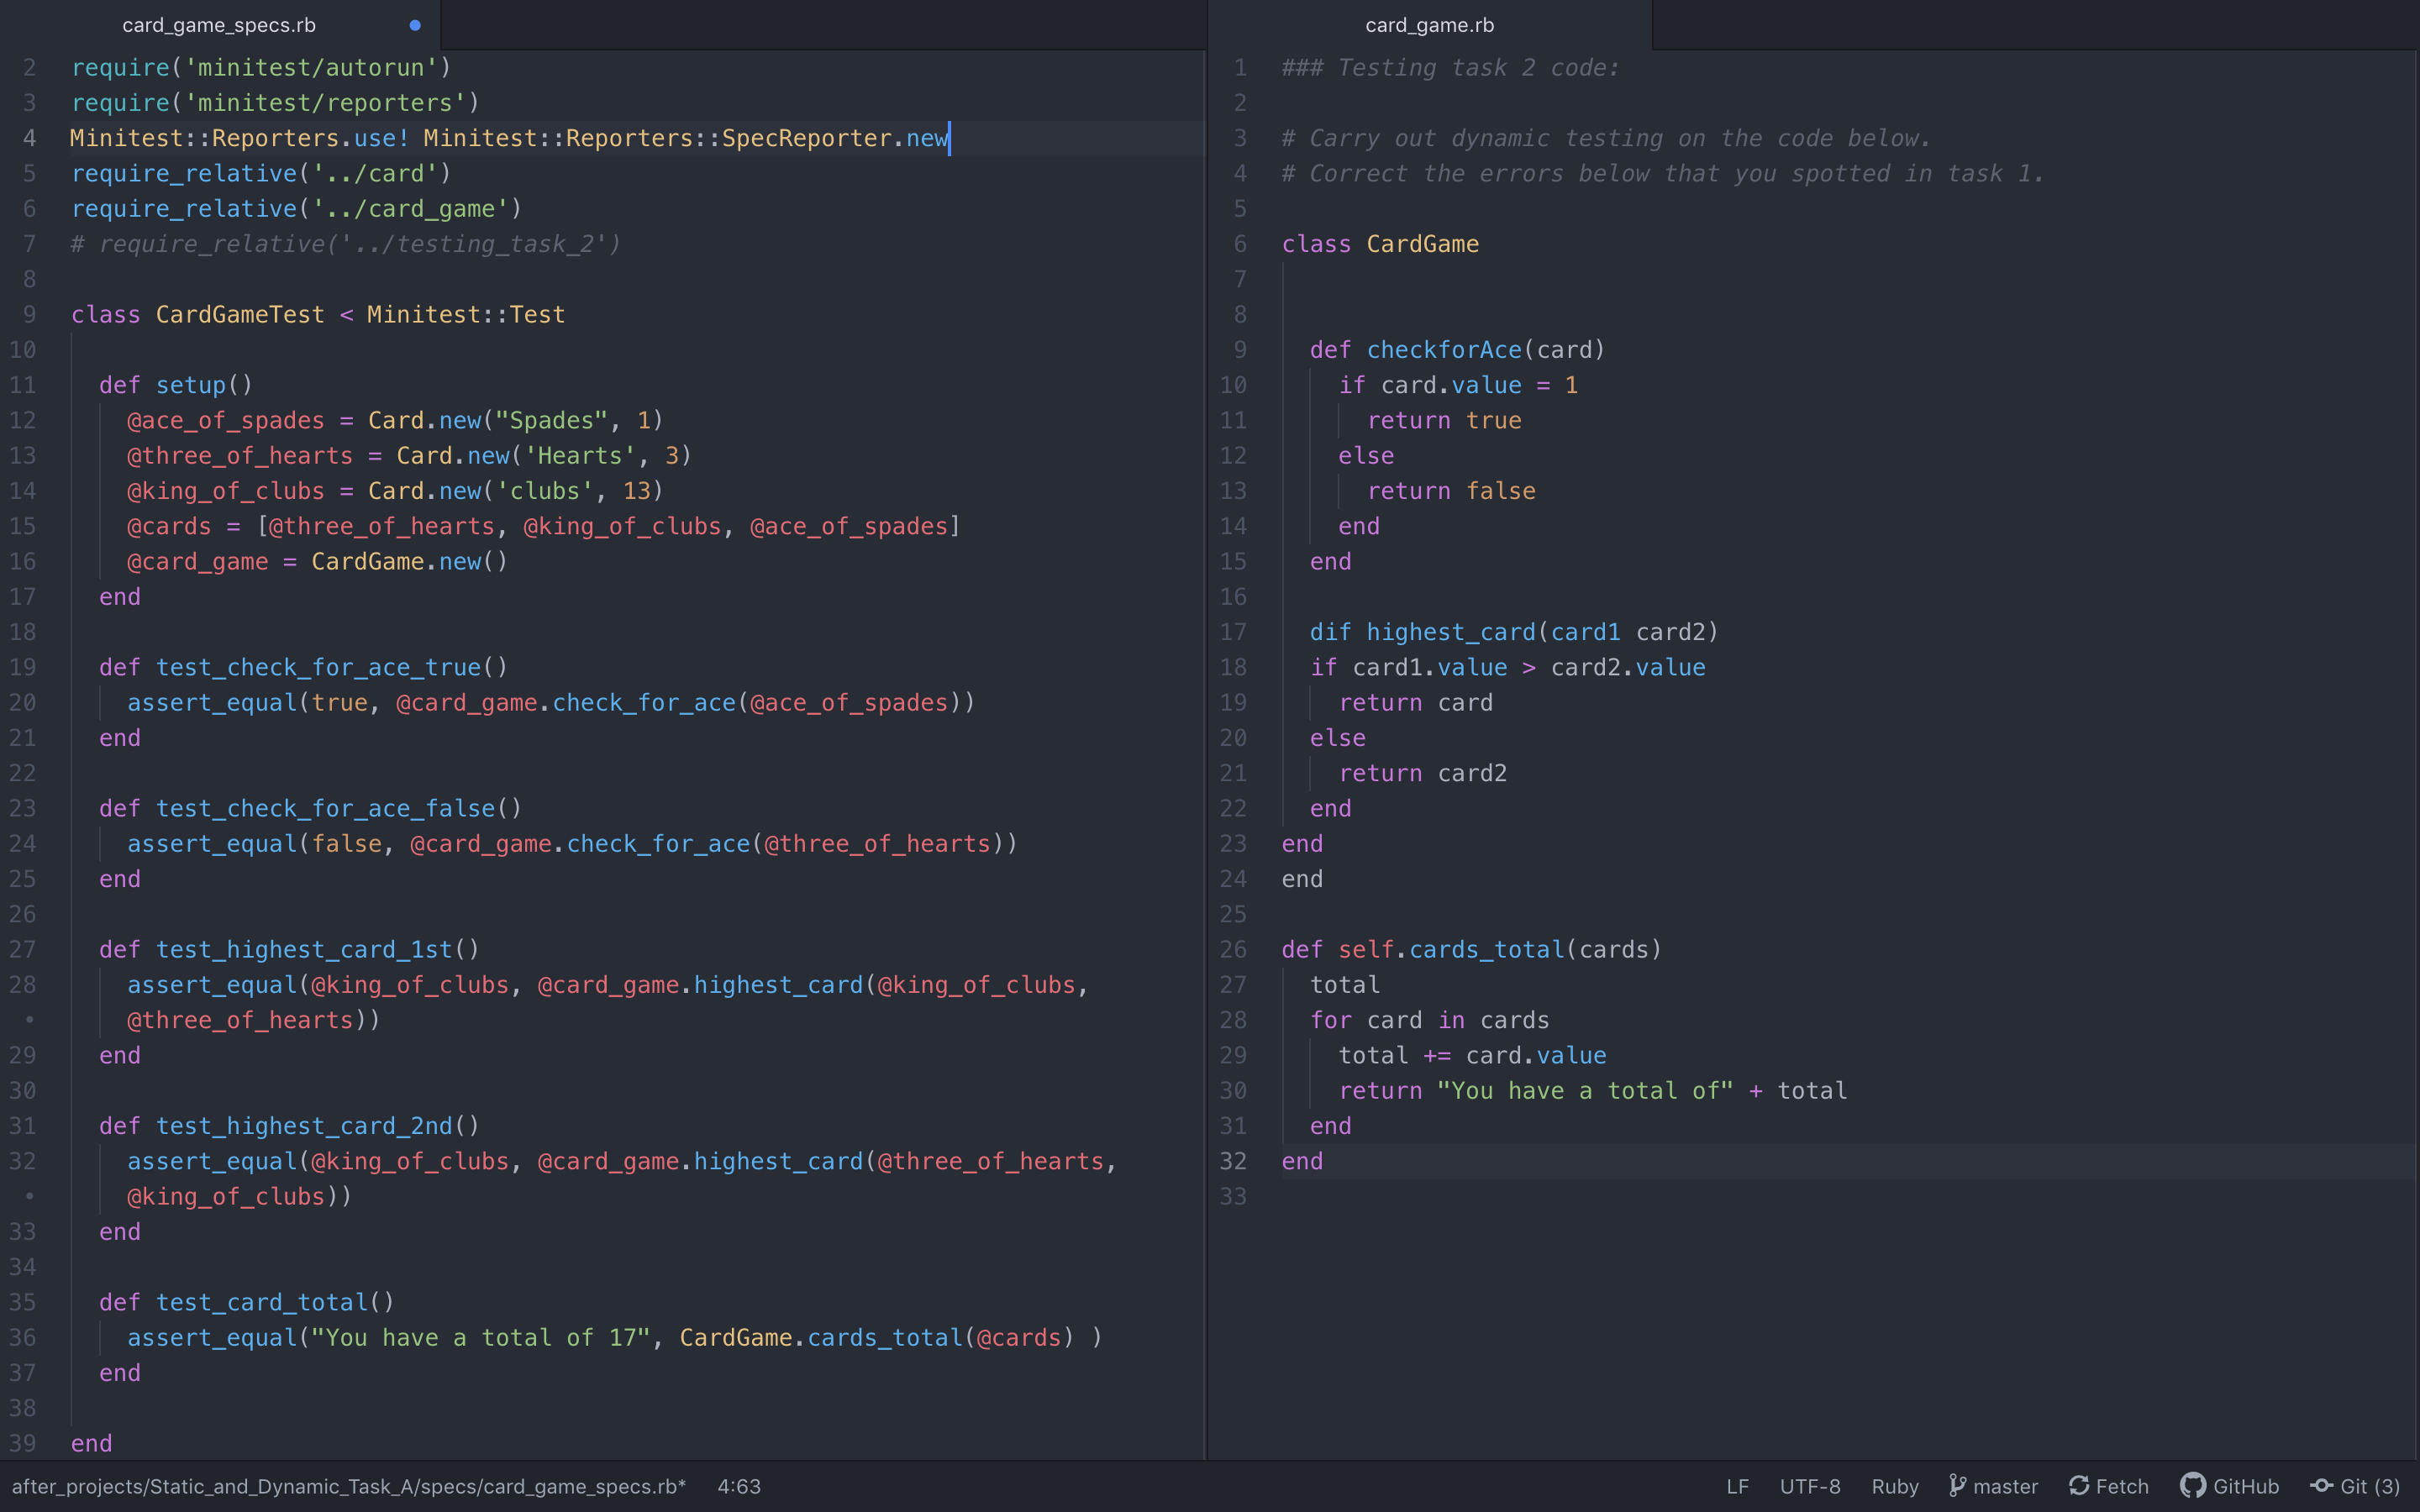 card_game_specs.rb
2 require('minitest/autorun')
3 require('minitest/reporters')
4 Minitest::Reporters.use! Minitest::Reporters::SpecReporter.new
5 require_relative('../card')
6 require_relative('../card_game')
7 # require_relative('../testing_task_2')
8
9 class CardGameTest < Minitest::Test
10
11   def setup()
12     @ace_of_spades = Card.new("Spades", 1)
13     @three_of_hearts = Card.new('Hearts', 3)
14     @king_of_clubs = Card.new('clubs', 13)
15     @cards = [@three_of_hearts, @king_of_clubs, @ace_of_spades]
16     @card_game = CardGame.new()
17   end
18
19   def test_check_for_ace_true()
20     assert_equal(true, @card_game.check_for_ace(@ace_of_spades))
21   end
22
23   def test_check_for_ace_false()
24     assert_equal(false, @card_game.check_for_ace(@three_of_hearts))
25   end
26
27   def test_highest_card_1st()
28     assert_equal(@king_of_clubs, @card_game.highest_card(@king_of_clubs,
•     @three_of_hearts))
29   end
30
31   def test_highest_card_2nd()
32     assert_equal(@king_of_clubs, @card_game.highest_card(@three_of_hearts,
•     @king_of_clubs))
33   end
34
35   def test_card_total()
36     assert_equal("You have a total of 17", CardGame.cards_total(@cards) )
37   end
38
39 end
card_game.rb
1 ### Testing task 2 code:
2
3 # Carry out dynamic testing on the code below.
4 # Correct the errors below that you spotted in task 1.
5
6 class CardGame
7
8
9   def checkforAce(card)
10     if card.value = 1
11       return true
12     else
13       return false
14     end
15   end
16
17   dif highest_card(card1 card2)
18   if card1.value > card2.value
19     return card
20   else
21     return card2
22   end
23 end
24 end
25
26 def self.cards_total(cards)
27   total
28   for card in cards
29     total += card.value
30     return "You have a total of" + total
31   end
32 end
33
after_projects/Static_and_Dynamic_Task_A/specs/card_game_specs.rb* 4:63 LF UTF-8 Ruby master Fetch GitHub Git (3)